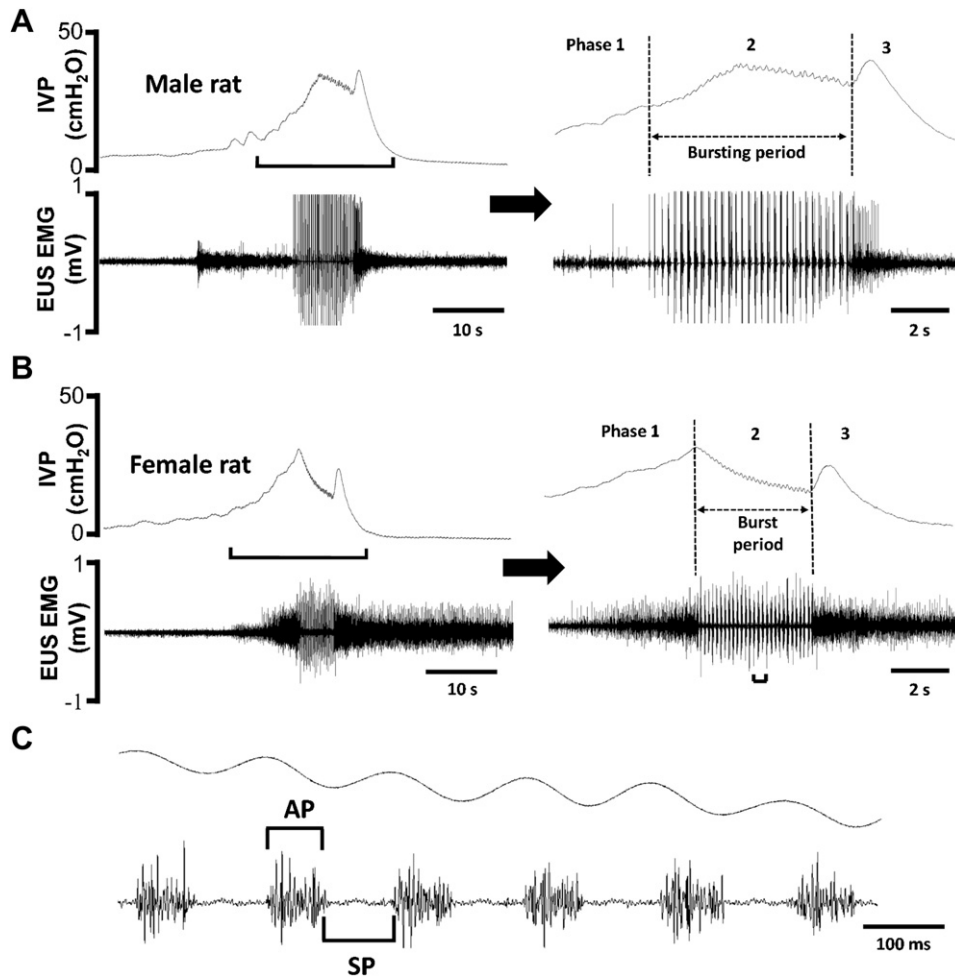 A
50
IVP
(cmH₂O)
0
Male rat
Phase 1
2
3
Bursting period
1
EUS EMG
(mV)
-1
10 s
2 s
B
50
IVP
(cmH₂O)
0
Female rat
Phase 1
2
3
Burst
period
1
EUS EMG
(mV)
-1
10 s
2 s
C
AP
SP
100 ms